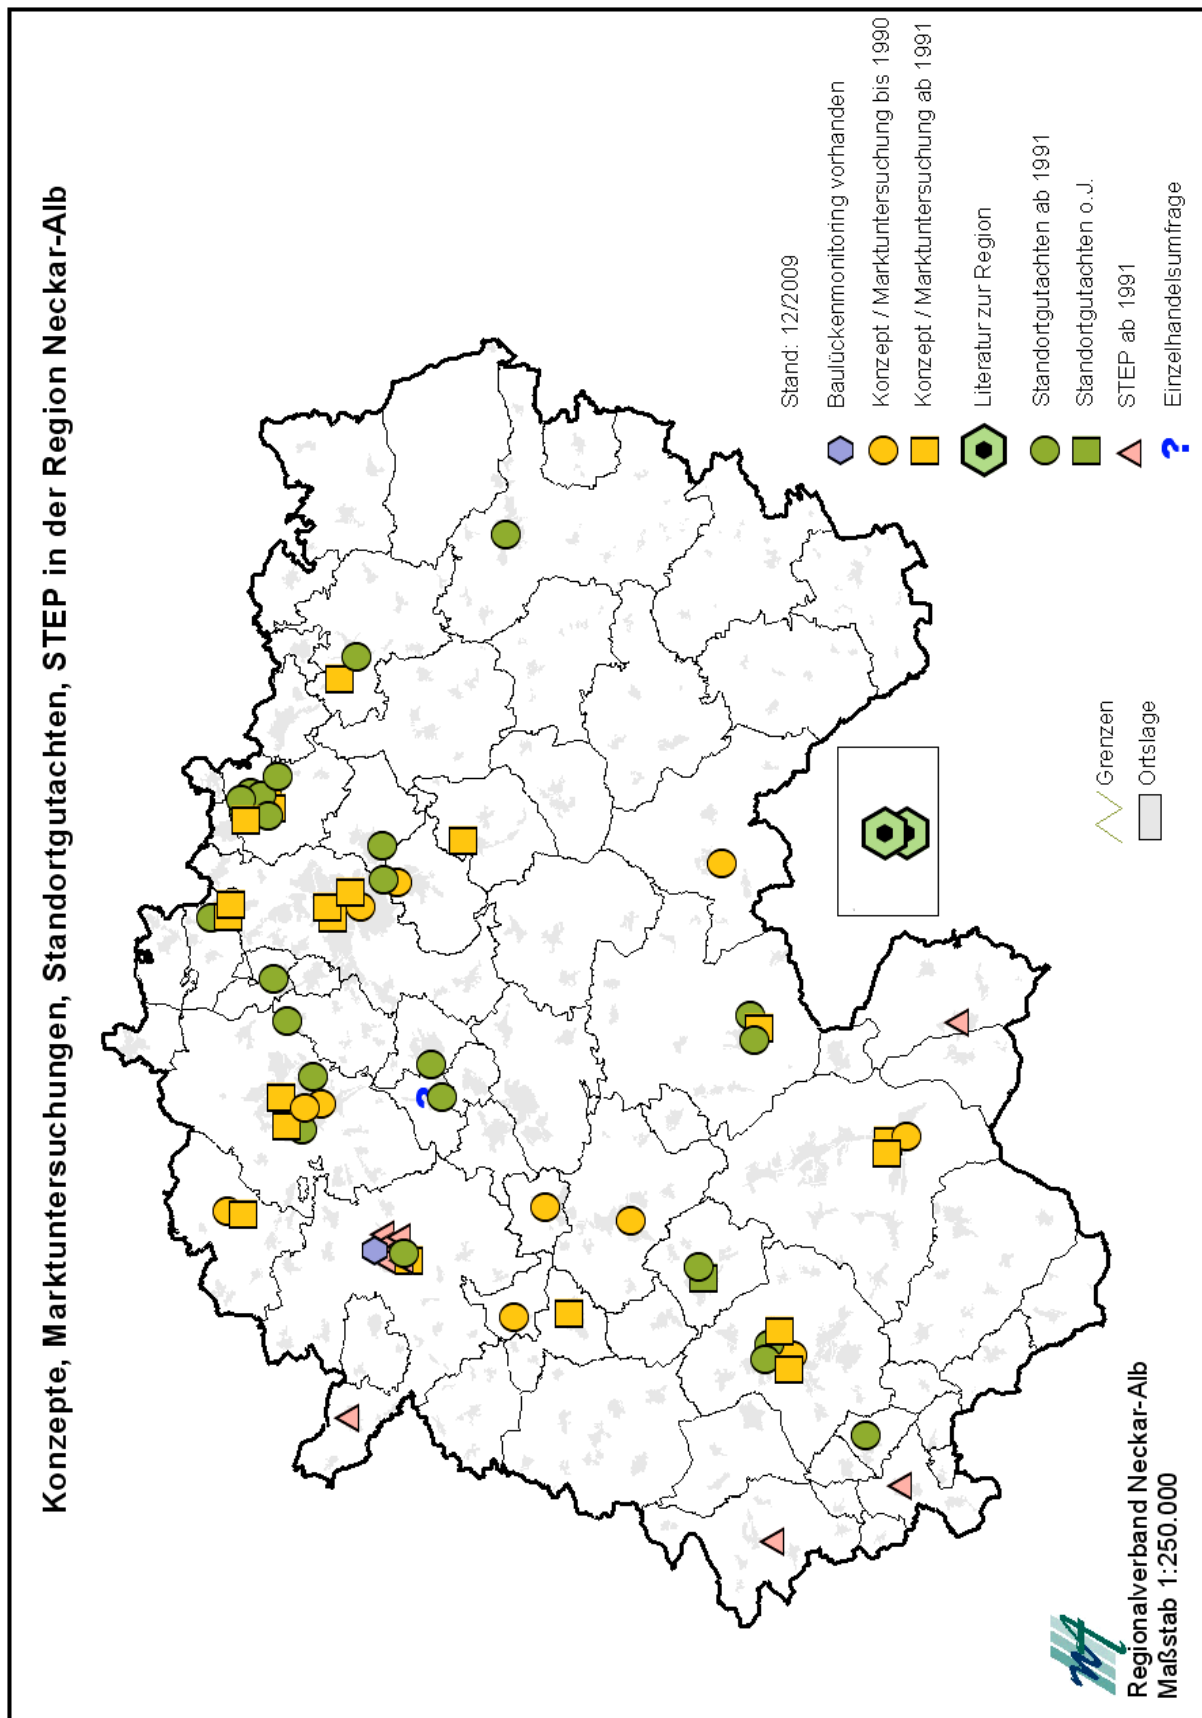 Konzepte, Marktuntersuchungen, Standortgutachten, STEP in der Region Neckar-Alb
Stand: 12/2009
Baulückenmonitoring vorhanden
Konzept / Marktuntersuchung bis 1990
Konzept / Marktuntersuchung ab 1991
Literatur zur Region
Standortgutachten ab 1991
Standortgutachten o.J.
STEP ab 1991
? Einzelhandelsumfrage
?
Grenzen
Ortslage
Regionalverband Neckar-Alb
Maßstab 1:250.000